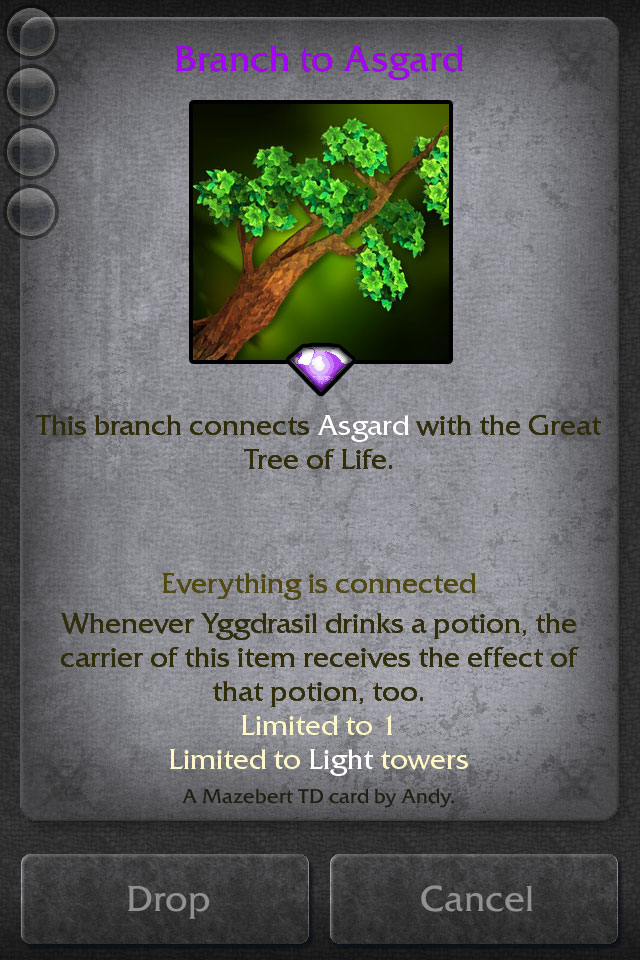 Branch to Asgard
This branch connects Asgard with the Great
Tree of Life.
Everything is connected
Whenever Yggdrasil drinks a potion, the
carrier of this item receives the effect of
that potion, too.
Limited to 1
Limited to Light towers
A Mazebert TD card by Andy.
Drop
Cancel